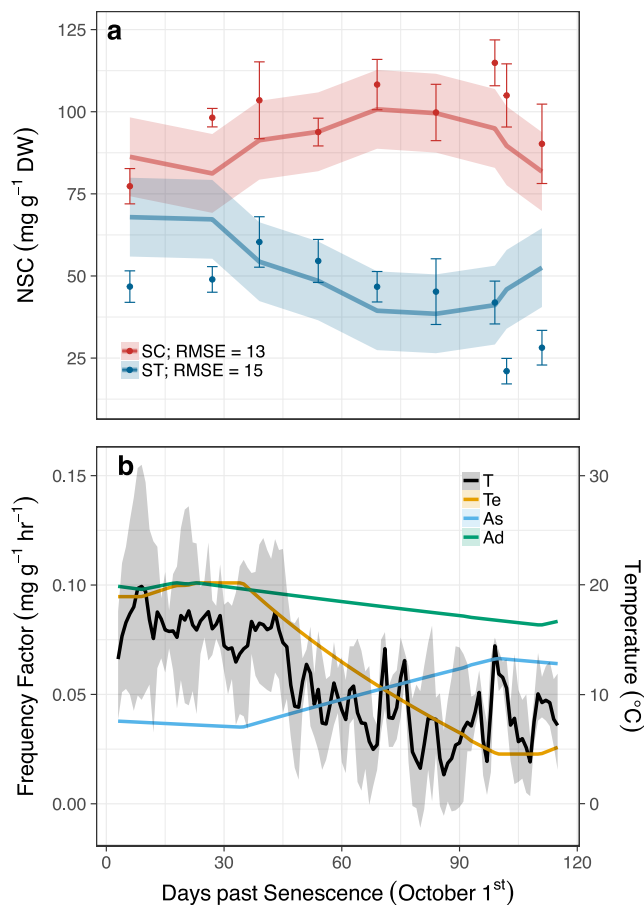 a
125
100
75
50
25
NSC (mg g⁻¹ DW)
SC; RMSE = 13
ST; RMSE = 15
b
0.15
0.10
0.05
0.00
Frequency Factor (mg g⁻¹ hr⁻¹)
T
Te
As
Ad
30
20
10
0
Temperature (°C)
0 30 60 90 120
Days past Senescence (October 1ˢᵗ)